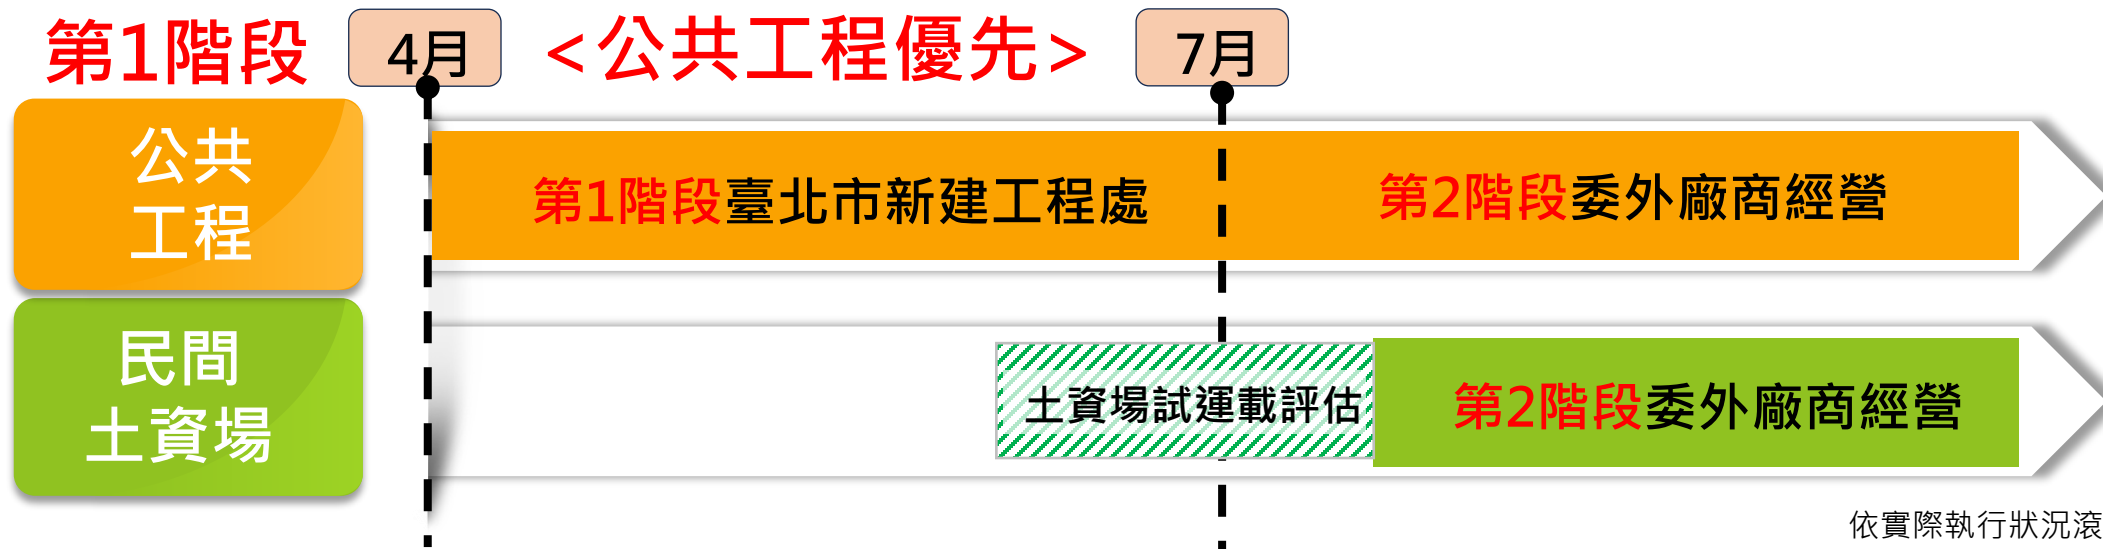 第1階段
4月
<公共工程優先>
7月
公共
工程
第1階段臺北市新建工程處
第2階段委外廠商經營
民間
土資場
土資場試運載評估
第2階段委外廠商經營
依實際執行狀況滾